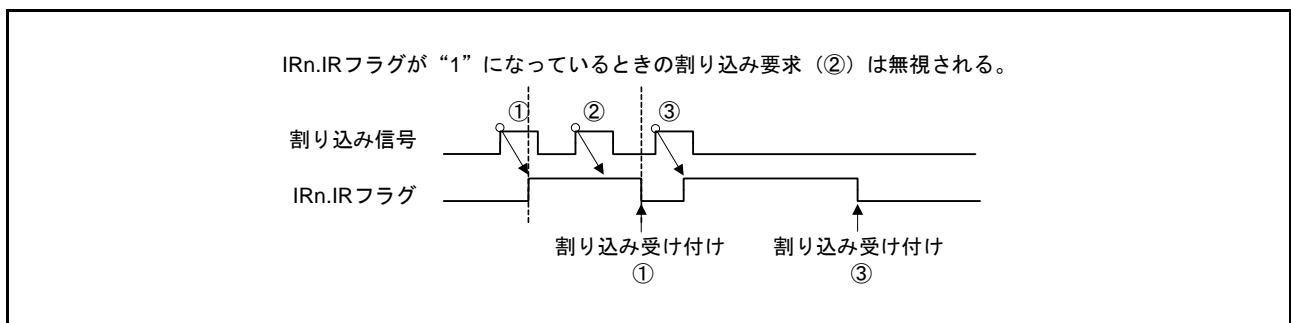 IRn.IRフラグが“1”になっているときの割り込み要求（②）は無視される。
① ② ③
割り込み信号
IRn.IRフラグ
割り込み受け付け 割り込み受け付け
① ③